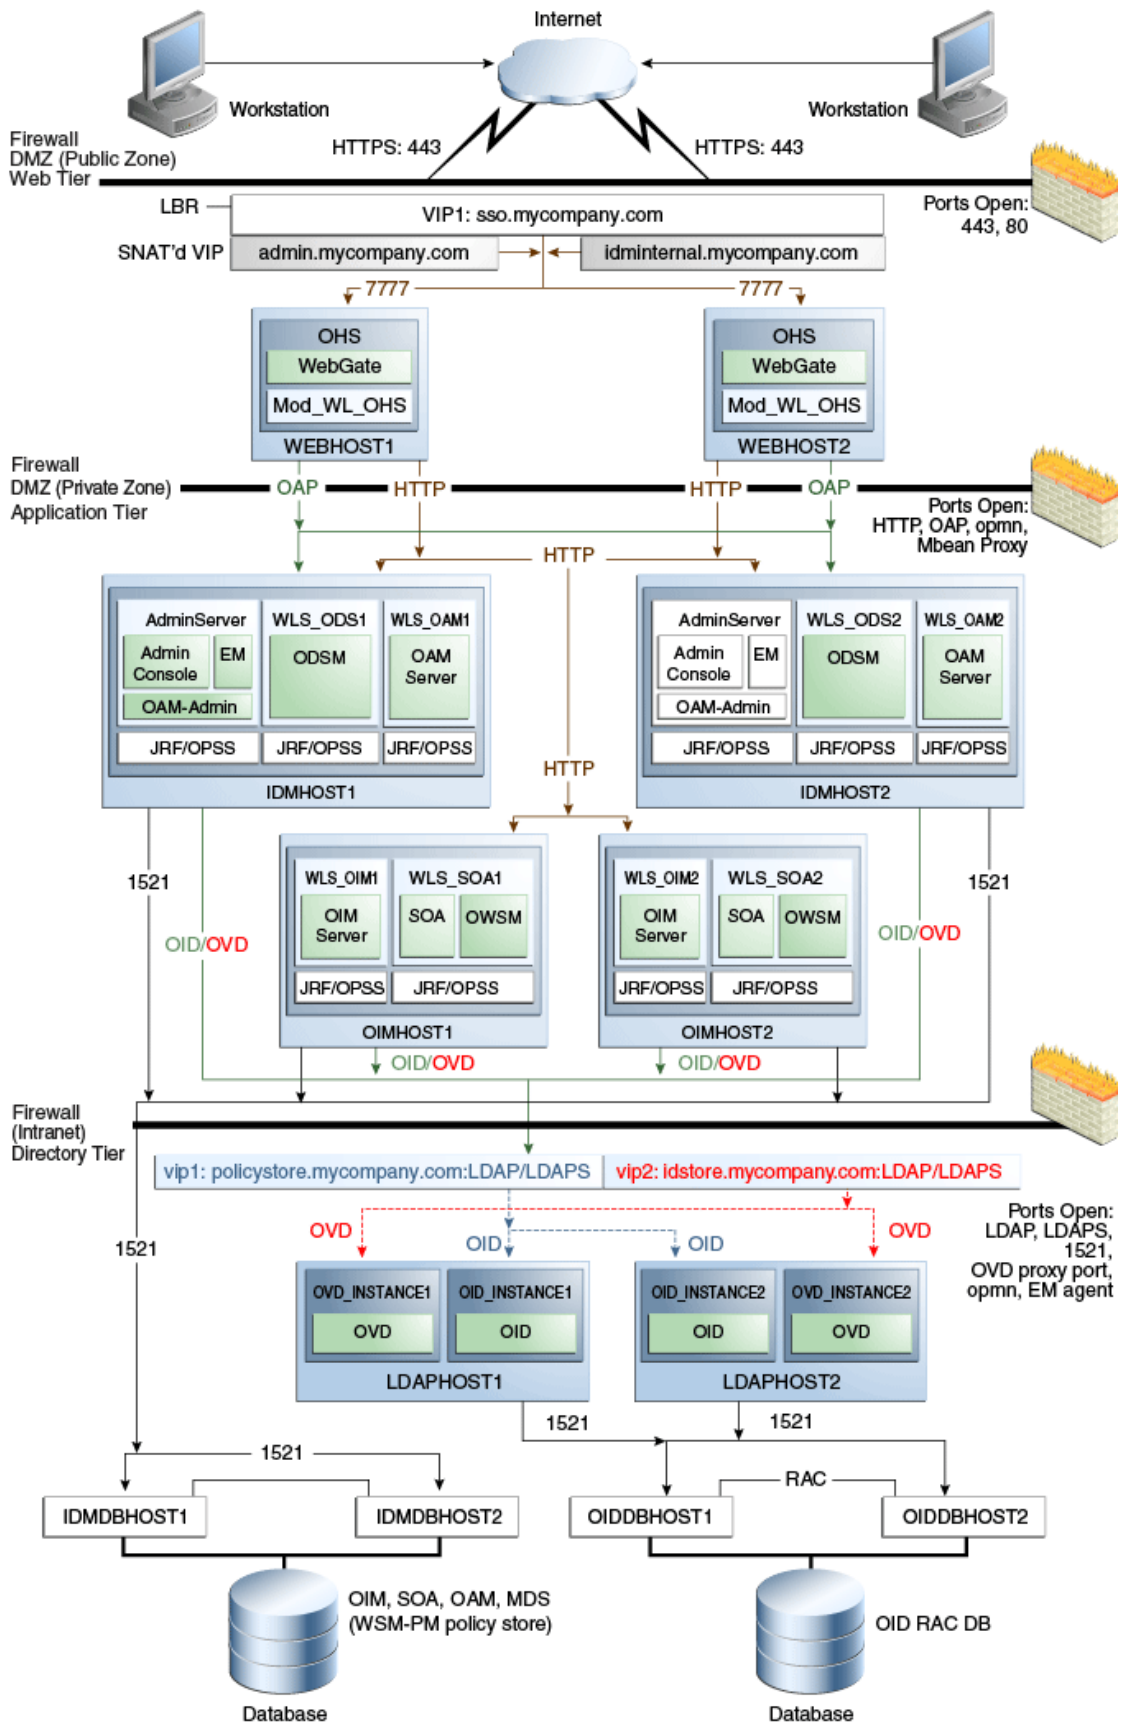 Internet
Workstation
Workstation
HTTPS: 443
HTTPS: 443
Firewall
DMZ (Public Zone)
Web Tier
Ports Open:
443, 80
LBR
VIP1: sso.mycompany.com
SNAT'd VIP
admin.mycompany.com
idminternal.mycompany.com
7777
7777
OHS
WebGate
Mod_WL_OHS
WEBHOST1
OHS
WebGate
Mod_WL_OHS
WEBHOST2
Firewall
DMZ (Private Zone)
Application Tier
OAP
HTTP
HTTP
OAP
Ports Open:
HTTP, OAP, opmn,
Mbean Proxy
HTTP
AdminServer
Admin
Console
EM
OAM-Admin
JRF/OPSS
WLS_ODS1
ODSM
JRF/OPSS
WLS_OAM1
OAM
Server
JRF/OPSS
IDMHOST1
AdminServer
Admin
Console
EM
OAM-Admin
JRF/OPSS
WLS_ODS2
ODSM
JRF/OPSS
WLS_OAM2
OAM
Server
JRF/OPSS
IDMHOST2
HTTP
1521
OID/OVD
1521
OID/OVD
WLS_OIM1
OIM
Server
JRF/OPSS
WLS_SOA1
SOA
OWSM
JRF/OPSS
OIMHOST1
WLS_OIM2
OIM
Server
JRF/OPSS
WLS_SOA2
SOA
OWSM
JRF/OPSS
OIMHOST2
OID/OVD
OID/OVD
Firewall
(Intranet)
Directory Tier
vip1: policystore.mycompany.com:LDAP/LDAPS
vip2: idstore.mycompany.com:LDAP/LDAPS
Ports Open:
LDAP, LDAPS,
1521,
OVD proxy port,
opmn, EM agent
1521
OVD
OID
OID
OVD
OVD_INSTANCE1
OVD
OID_INSTANCE1
OID
LDAPHOST1
OID_INSTANCE2
OID
OVD_INSTANCE2
OVD
LDAPHOST2
1521
1521
1521
RAC
IDMDBHOST1
IDMDBHOST2
OIDDBHOST1
OIDDBHOST2
OIM, SOA, OAM, MDS
(WSM-PM policy store)
Database
OID RAC DB
Database